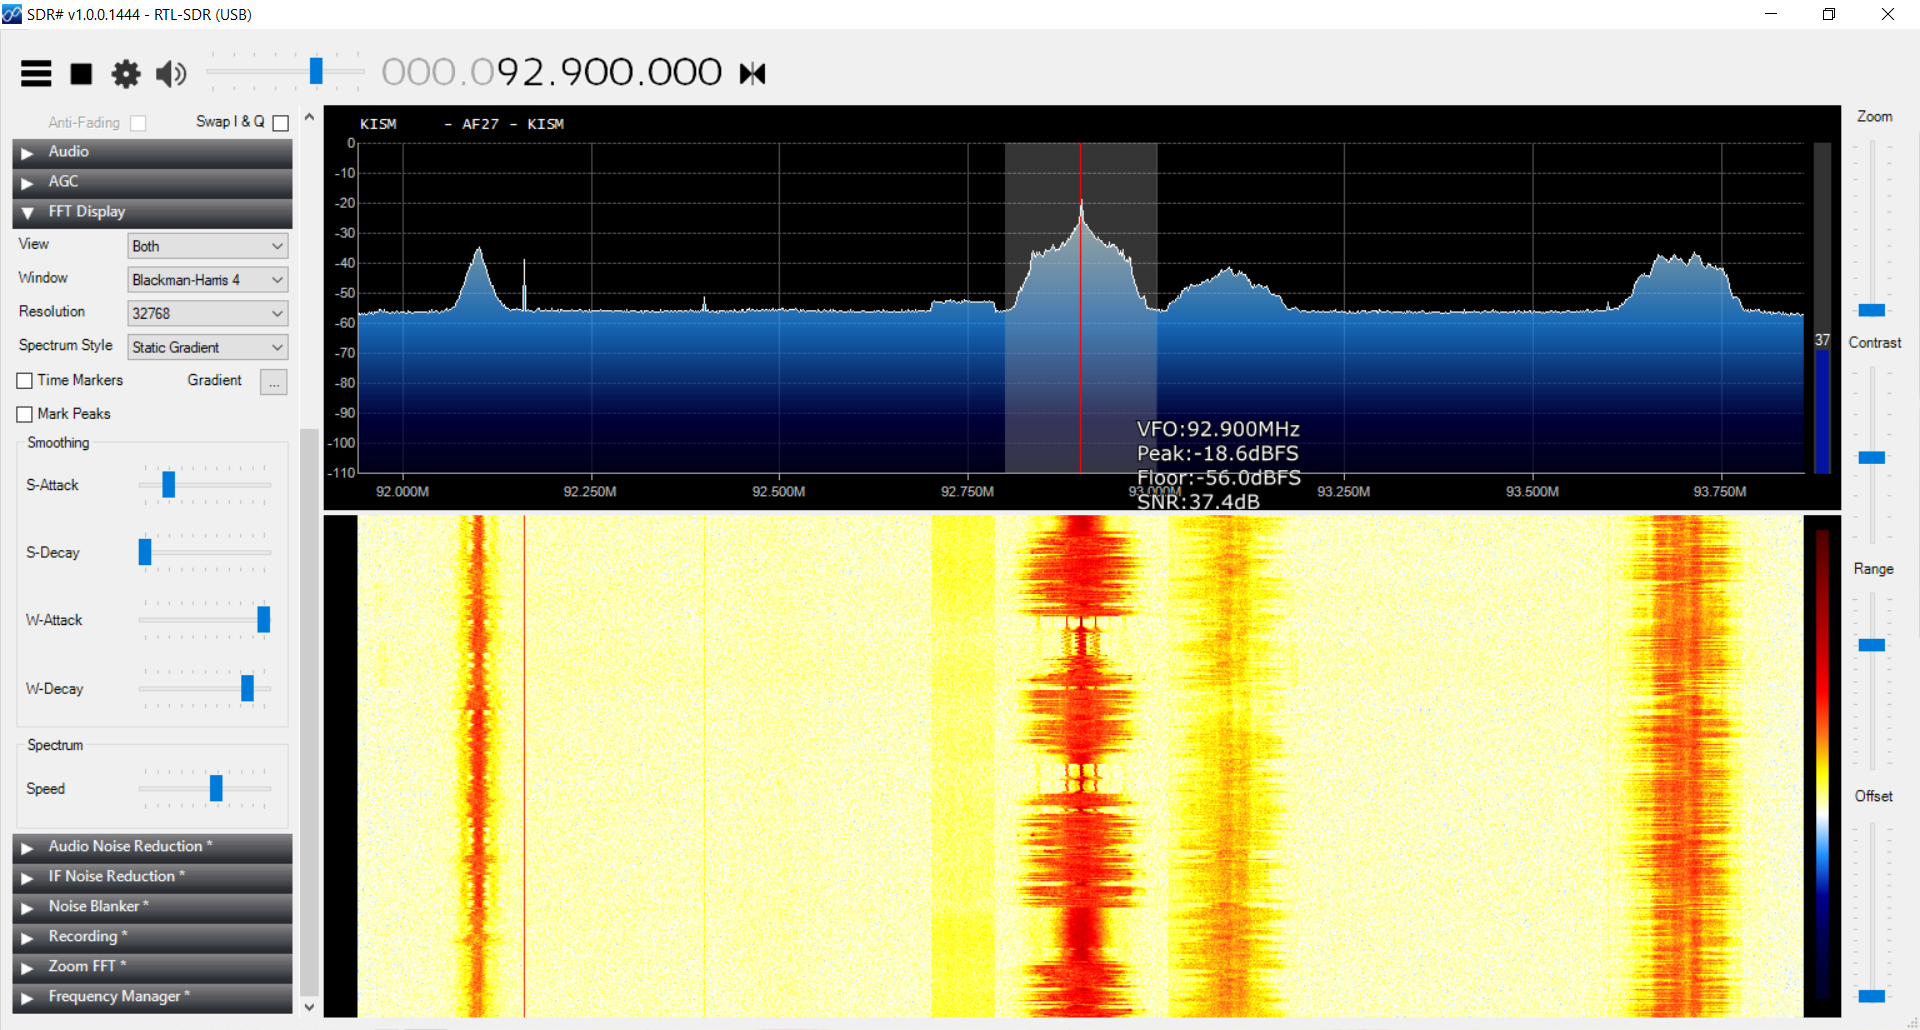 SDR# v1.0.0.1444 - RTL-SDR (USB)
000.092.900.000
Anti-Fading
Swap I & Q
Audio
AGC
FFT Display
View
Both
Window
Blackman-Harris 4
Resolution
32768
Spectrum Style
Static Gradient
Time Markers
Gradient
...
Mark Peaks
Smoothing
S-Attack
S-Decay
W-Attack
W-Decay
Spectrum
Speed
Audio Noise Reduction *
IF Noise Reduction *
Noise Blanker *
Recording *
Zoom FFT *
Frequency Manager *
KISM - AF27 - KISM
0
-10
-20
-30
-40
-50
-60
-70
-80
-90
-100
-110
92.000M
92.250M
92.500M
92.750M
93.000M
93.250M
93.500M
93.750M
VFO:92.900MHz
Peak:-18.6dBFS
Floor:-56.0dBFS
SNR:37.4dB
37
Zoom
Contrast
Range
Offset